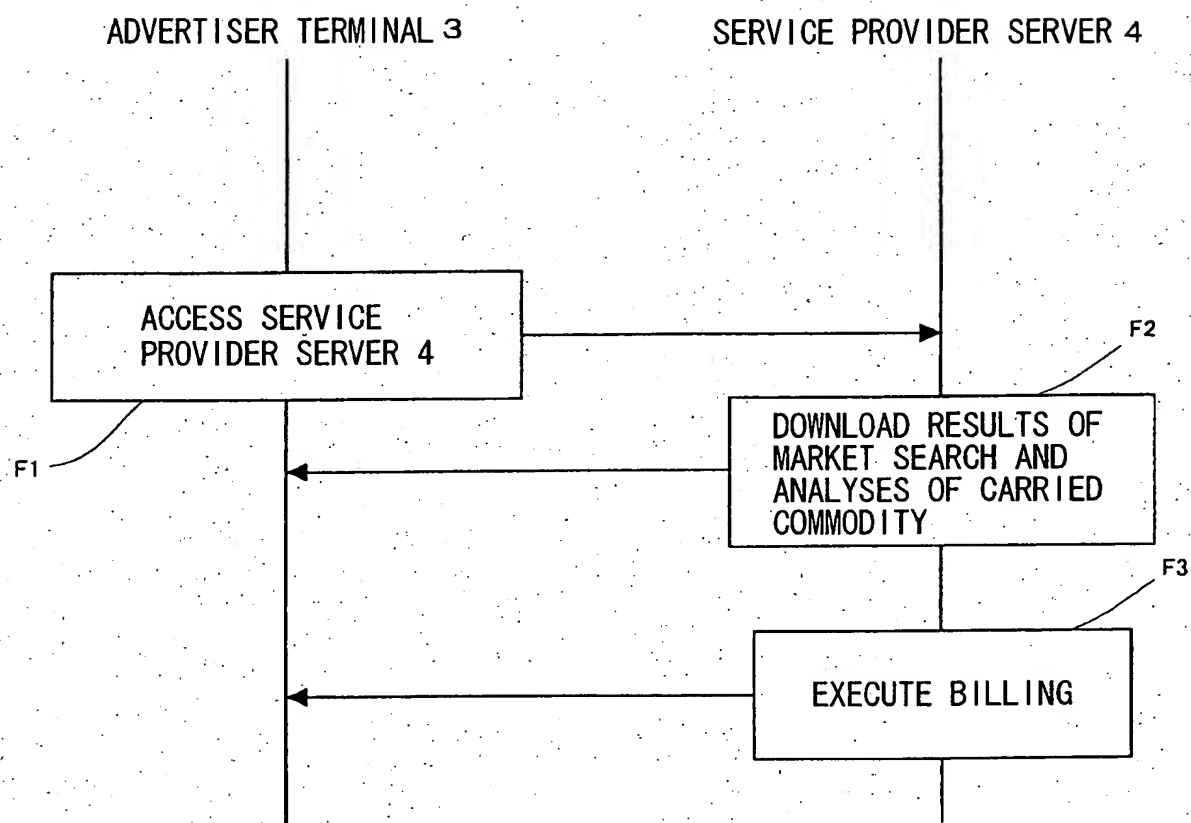 ADVERTISER TERMINAL 3
SERVICE PROVIDER SERVER 4
ACCESS SERVICE
PROVIDER SERVER 4
F1
F2
DOWNLOAD RESULTS OF
MARKET SEARCH AND
ANALYSES OF CARRIED
COMMODITY
F3
EXECUTE BILLING